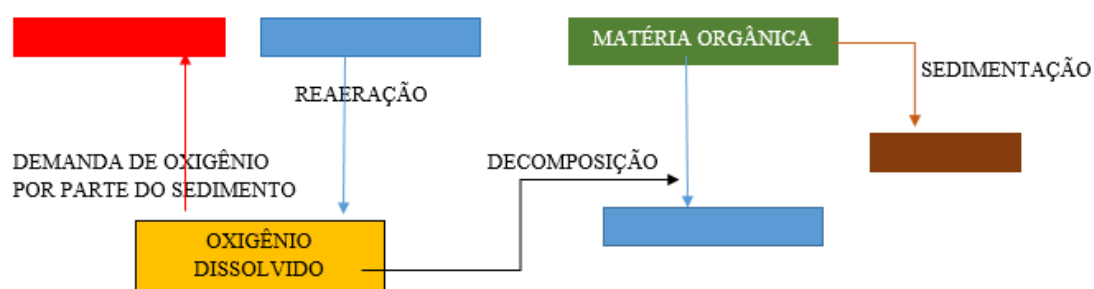 MATÉRIA ORGÂNICA
SEDIMENTAÇÃO
REAERAÇÃO
DEMANDA DE OXIGÊNIO
POR PARTE DO SEDIMENTO
DECOMPOSIÇÃO
OXIGÊNIO
DISSOLVIDO